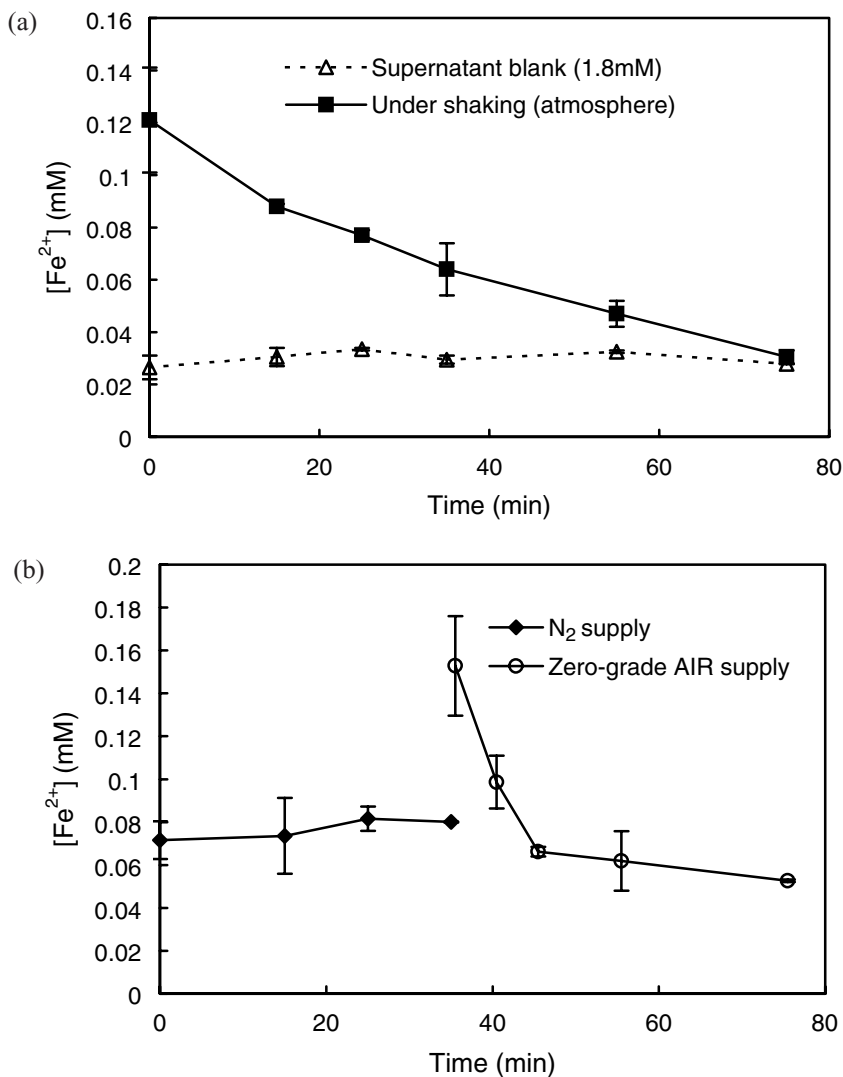 (a)
0.16
0.14
0.12
0.1
0.08
0.06
0.04
0.02
0
[Fe²⁺] (mM)
Supernatant blank (1.8mM)
Under shaking (atmosphere)
0 20 40 60 80
Time (min)
(b)
0.2
0.18
0.16
0.14
0.12
0.1
0.08
0.06
0.04
0.02
0
[Fe²⁺] (mM)
N₂ supply
Zero-grade AIR supply
0 20 40 60 80
Time (min)